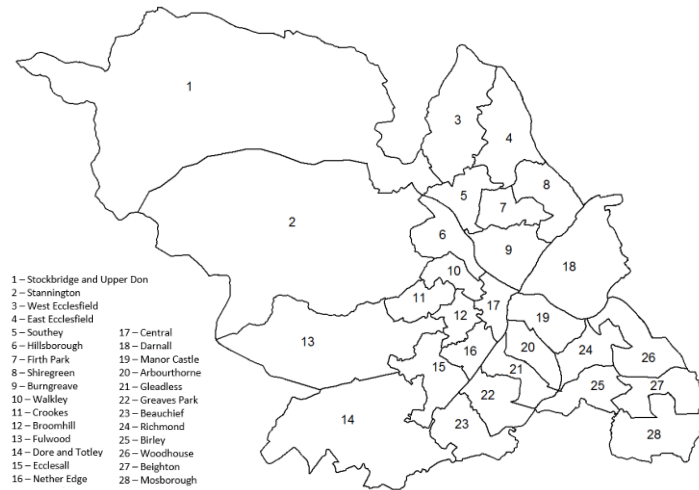 1
3
4
8
5
7
2
6
9
10
18
11
17
12
19
13
20
24
16
26
15
21
25
27
22
14
23
28
1 – Stockbridge and Upper Don
2 – Stannington
3 – West Ecclesfield
4 – East Ecclesfield
5 – Southey
6 – Hillsborough
7 – Firth Park
8 – Shiregreen
9 – Burngreave
10 – Walkley
11 – Crookes
12 – Broomhill
13 – Fulwood
14 – Dore and Totley
15 – Ecclesall
16 – Nether Edge
17 – Central
18 – Darnall
19 – Manor Castle
20 – Arbourthorne
21 – Gleadless
22 – Greaves Park
23 – Beauchief
24 – Richmond
25 – Birley
26 – Woodhouse
27 – Beighton
28 – Mosborough